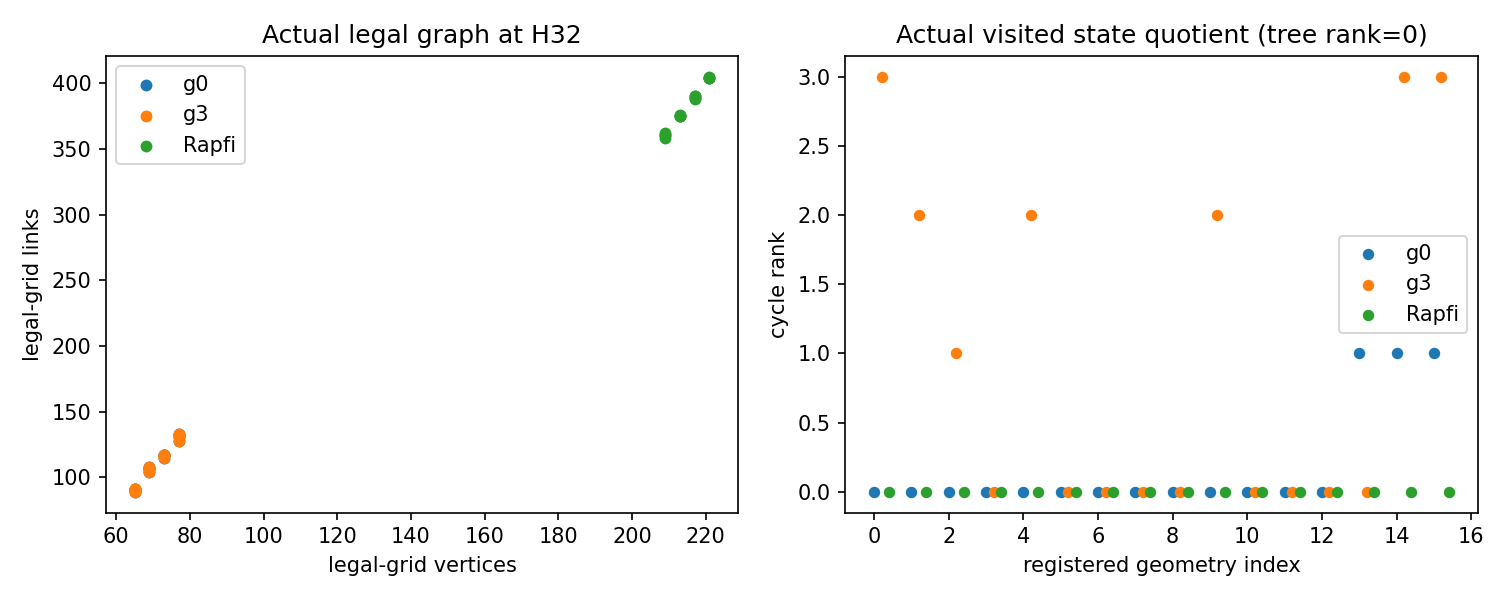 Actual legal graph at H32
g0
g3
Rapfi
400
350
300
250
200
150
100
legal-grid links
60 80 100 120 140 160 180 200 220
legal-grid vertices
Actual visited state quotient (tree rank=0)
3.0
2.5
2.0
1.5
1.0
0.5
0.0
cycle rank
g0
g3
Rapfi
0 2 4 6 8 10 12 14 16
registered geometry index